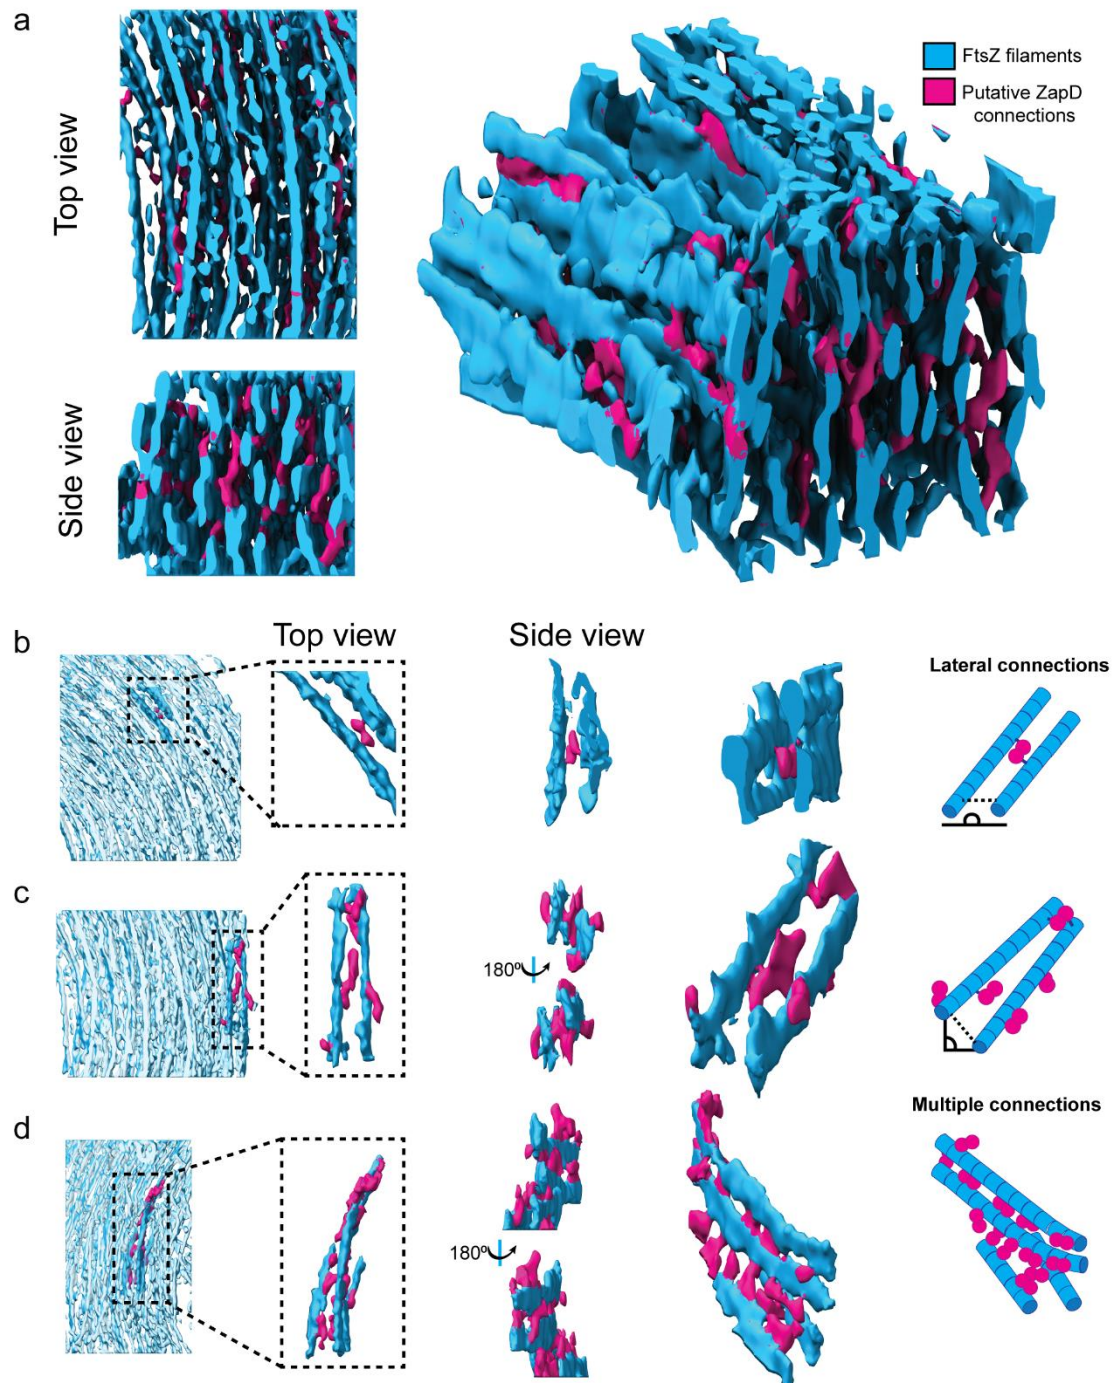 a
Top view
FtsZ filaments
Putative ZapD
connections
Side view
b
Top view
Side view
Lateral connections
c
180º
d
Multiple connections
180º